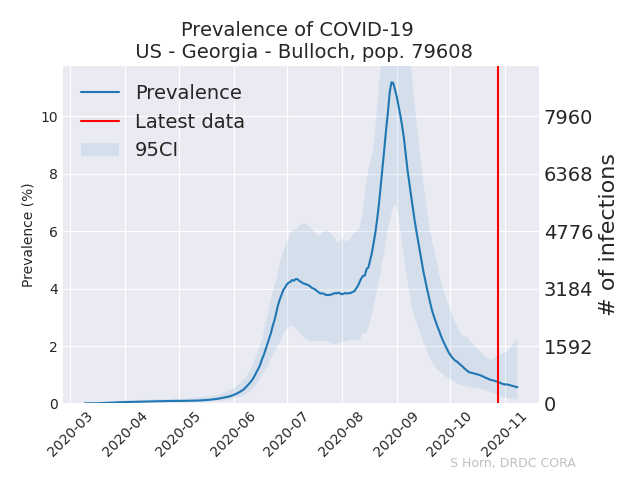 Prevalence of COVID-19
US - Georgia - Bulloch, pop. 79608
Prevalence
Latest data
95CI
Prevalence (%)
10
8
6
4
2
0
7960
6368
4776
3184
1592
0
# of infections
2020-03
2020-04
2020-05
2020-06
2020-07
2020-08
2020-09
2020-10
2020-11
S Horn, DRDC CORA